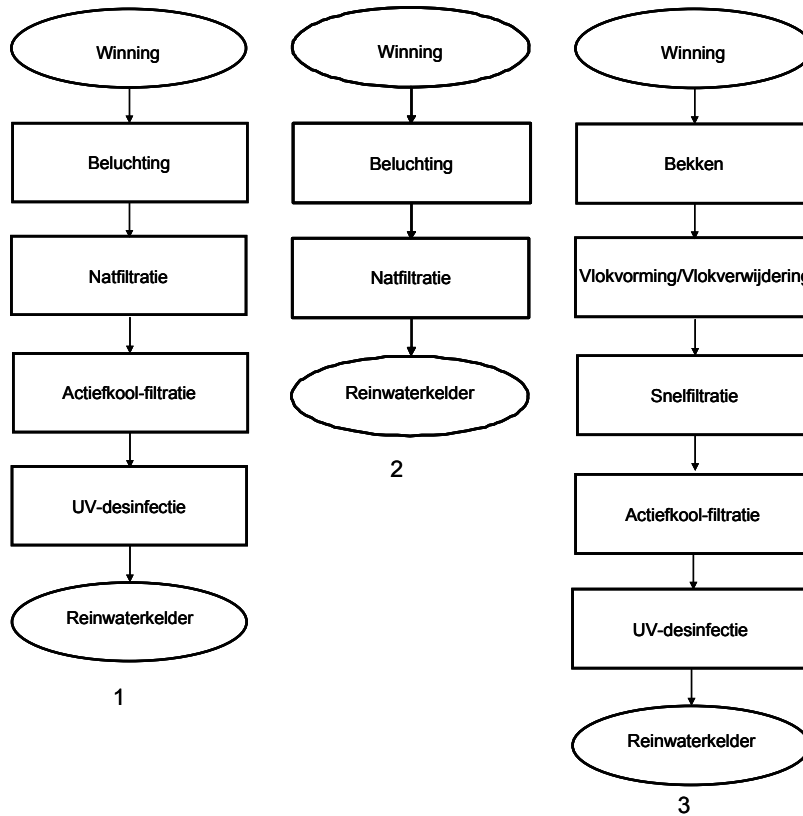 Winning
Beluchting
Natfiltratie
Actiefkool-filtratie
UV-desinfectie
Reinwaterkelder
1
Winning
Beluchting
Natfiltratie
Reinwaterkelder
2
Winning
Bekken
Vlokvorming/Vlokverwijdering
Snelfiltratie
Actiefkool-filtratie
UV-desinfectie
Reinwaterkelder
3